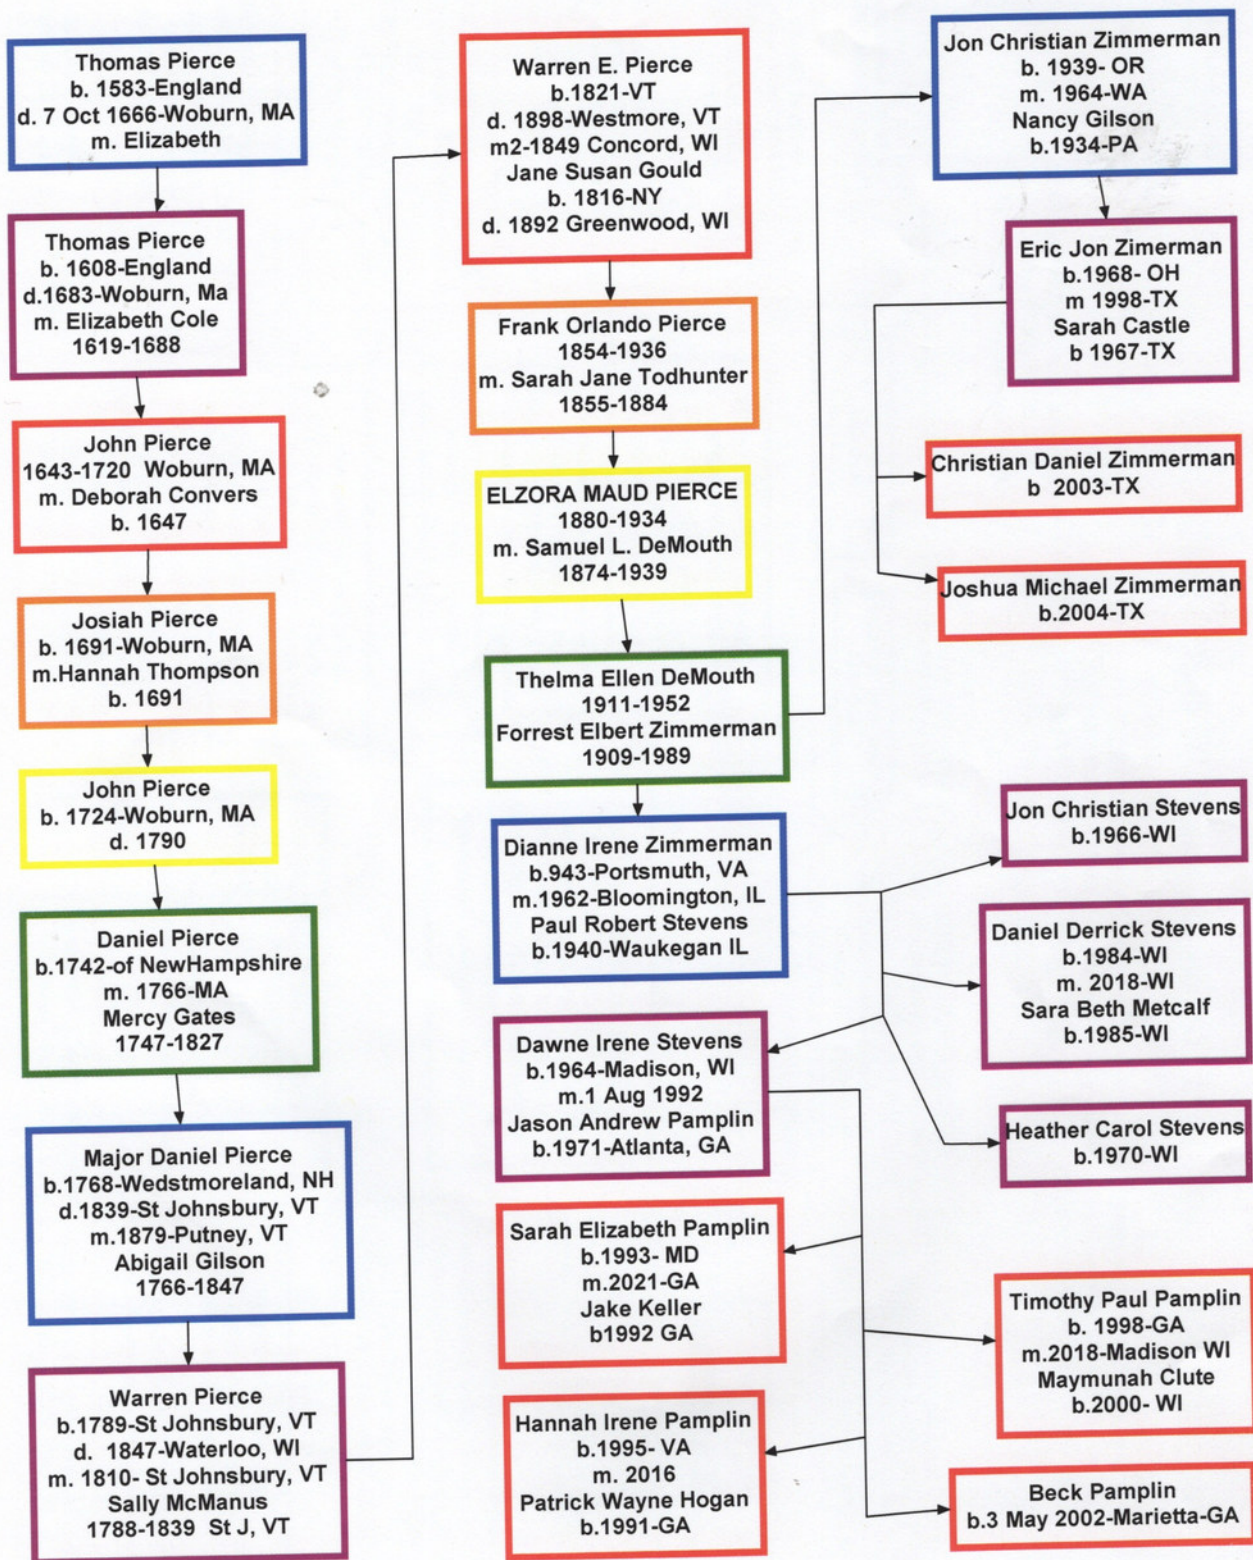 Thomas Pierce
b. 1583-England
d. 7 Oct 1666-Woburn, MA
m. Elizabeth
Thomas Pierce
b. 1608-England
d.1683-Woburn, Ma
m. Elizabeth Cole
1619-1688
John Pierce
1643-1720 Woburn, MA
m. Deborah Convers
b. 1647
Josiah Pierce
b. 1691-Woburn, MA
m.Hannah Thompson
b. 1691
John Pierce
b. 1724-Woburn, MA
d. 1790
Daniel Pierce
b.1742-of NewHampshire
m. 1766-MA
Mercy Gates
1747-1827
Major Daniel Pierce
b.1768-Wedstmoreland, NH
d.1839-St Johnsbury, VT
m.1879-Putney, VT
Abigail Gilson
1766-1847
Warren Pierce
b.1789-St Johnsbury, VT
d. 1847-Waterloo, WI
m. 1810- St Johnsbury, VT
Sally McManus
1788-1839 St J, VT
Warren E. Pierce
b.1821-VT
d. 1898-Westmore, VT
m2-1849 Concord, WI
Jane Susan Gould
b. 1816-NY
d. 1892 Greenwood, WI
Frank Orlando Pierce
1854-1936
m. Sarah Jane Todhunter
1855-1884
ELZORA MAUD PIERCE
1880-1934
m. Samuel L. DeMouth
1874-1939
Thelma Ellen DeMouth
1911-1952
Forrest Elbert Zimmerman
1909-1989
Dianne Irene Zimmerman
b.943-Portsmuth, VA
m.1962-Bloomington, IL
Paul Robert Stevens
b.1940-Waukegan IL
Dawne Irene Stevens
b.1964-Madison, WI
m.1 Aug 1992
Jason Andrew Pamplin
b.1971-Atlanta, GA
Sarah Elizabeth Pamplin
b.1993- MD
m.2021-GA
Jake Keller
b1992 GA
Hannah Irene Pamplin
b.1995- VA
m. 2016
Patrick Wayne Hogan
b.1991-GA
Jon Christian Zimmerman
b. 1939- OR
m. 1964-WA
Nancy Gilson
b.1934-PA
Eric Jon Zimerman
b.1968- OH
m 1998-TX
Sarah Castle
b 1967-TX
Christian Daniel Zimmerman
b 2003-TX
Joshua Michael Zimmerman
b.2004-TX
Jon Christian Stevens
b.1966-WI
Daniel Derrick Stevens
b.1984-WI
m. 2018-WI
Sara Beth Metcalf
b.1985-WI
Heather Carol Stevens
b.1970-WI
Timothy Paul Pamplin
b. 1998-GA
m.2018-Madison WI
Maymunah Clute
b.2000- WI
Beck Pamplin
b.3 May 2002-Marietta-GA